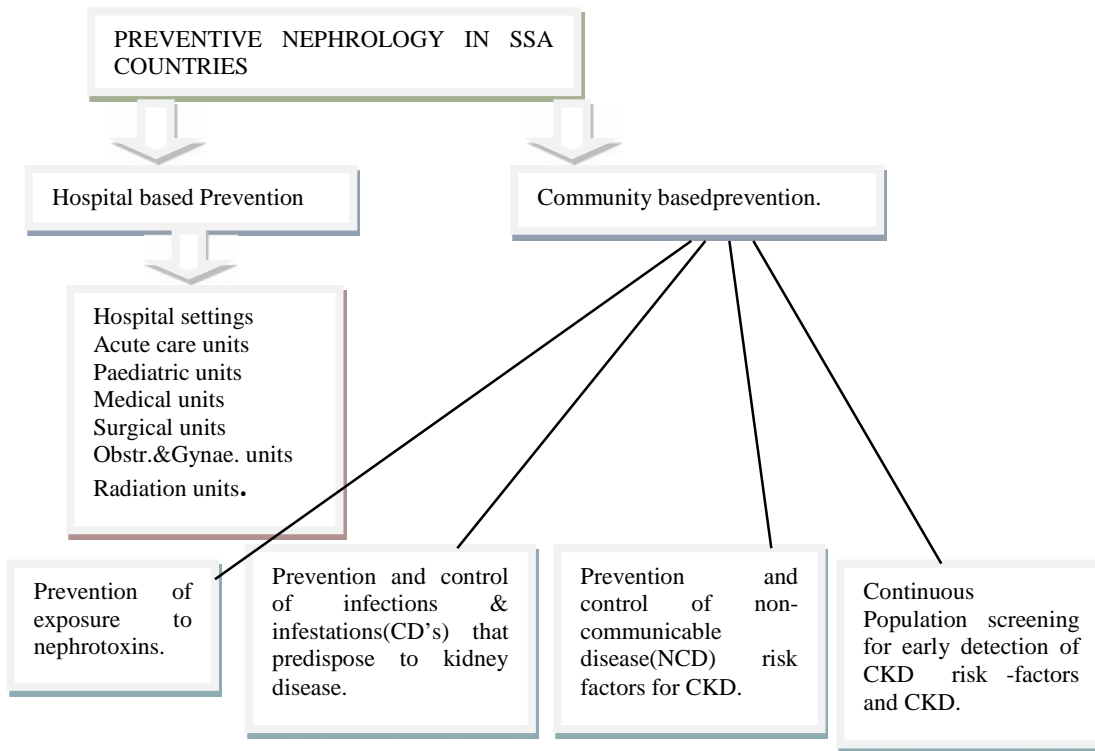 PREVENTIVE NEPHROLOGY IN SSA
COUNTRIES
Hospital based Prevention
Community basedprevention.
Hospital settings
Acute care units
Paediatric units
Medical units
Surgical units
Obstr.&Gynae. units
Radiation units.
Prevention of
exposure to
nephrotoxins.
Prevention and control
of infections &
infestations(CD's) that
predispose to kidney
disease.
Prevention and
control of non-
communicable
disease(NCD) risk
factors for CKD.
Continuous
Population screening
for early detection of
CKD risk -factors
and CKD.